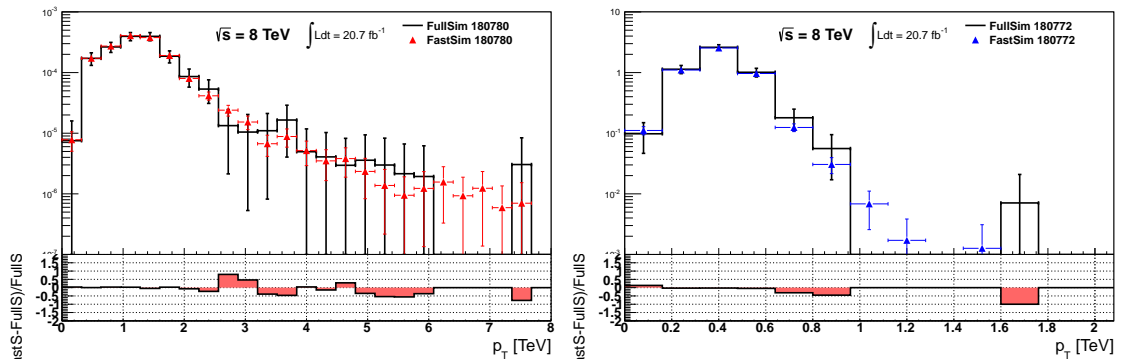 √s = 8 TeV ∫Ldt = 20.7 fb⁻¹
FullSim 180780
FastSim 180780
10⁻³
10⁻⁴
10⁻⁵
10⁻⁶
1.5
1
0.5
0
-0.5
-1
-1.5
-2
astS-FullS)/FullS
0 1 2 3 4 5 6 7 8
p_T [TeV]
√s = 8 TeV ∫Ldt = 20.7 fb⁻¹
FullSim 180772
FastSim 180772
10
1
10⁻¹
10⁻²
1.5
1
0.5
0
-0.5
-1
-1.5
-2
astS-FullS)/FullS
0 0.2 0.4 0.6 0.8 1 1.2 1.4 1.6 1.8 2
p_T [TeV]